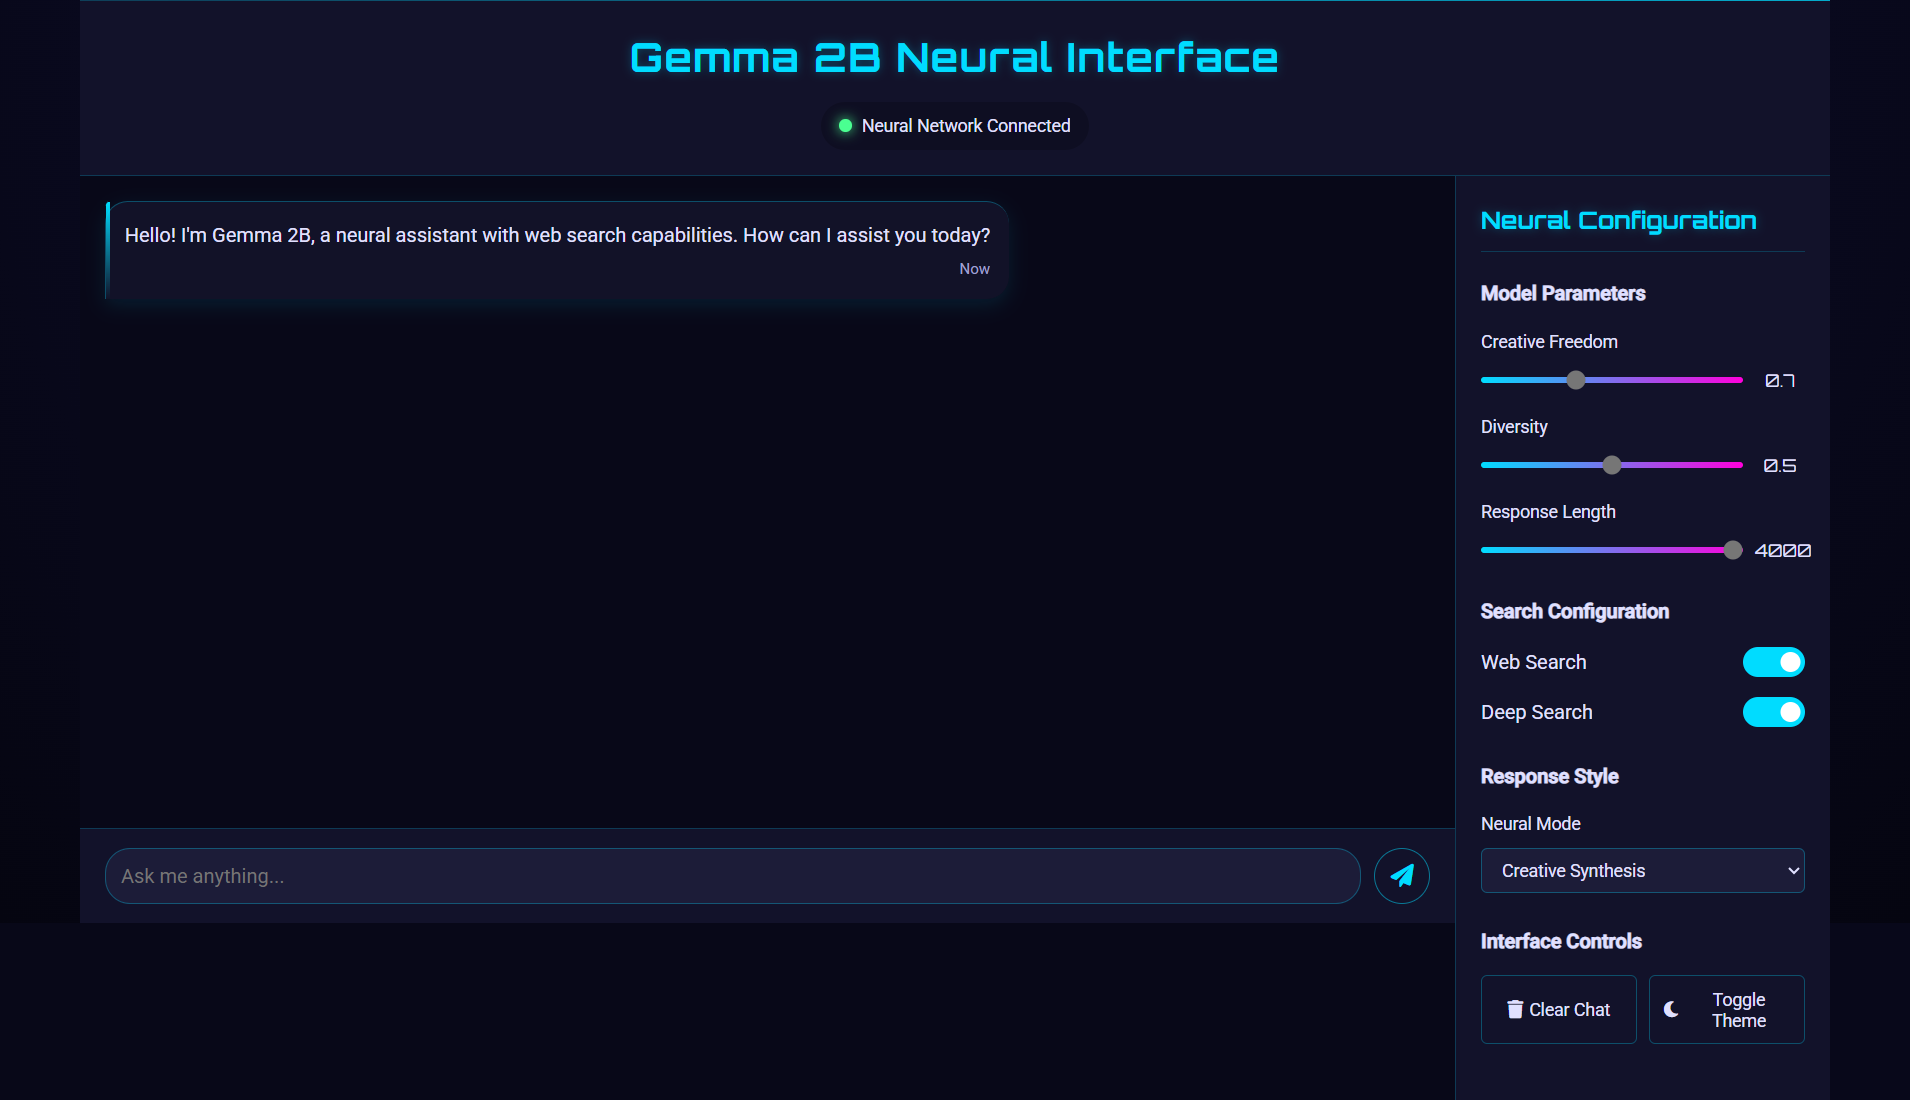 Gemma 2B Neural Interface
Neural Network Connected
Hello! I'm Gemma 2B, a neural assistant with web search capabilities. How can I assist you today?
Now
Ask me anything...
Neural Configuration
Model Parameters
Creative Freedom
0.7
Diversity
0.5
Response Length
4000
Search Configuration
Web Search
Deep Search
Response Style
Neural Mode
Creative Synthesis
Interface Controls
Clear Chat
Toggle
Theme